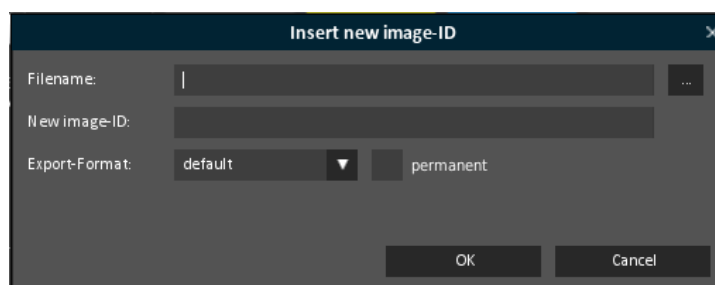 Insert new image-ID
Filename:
...
New image-ID:
Export-Format: default permanent
OK Cancel